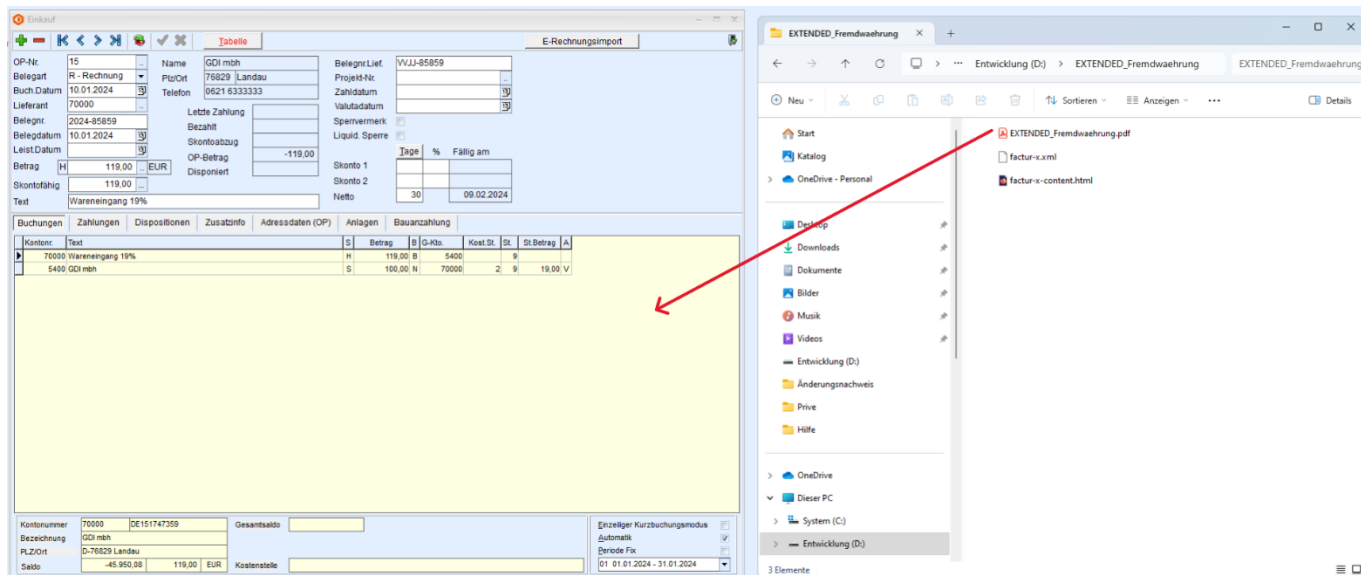 Einkauf
Tabelle
E-Rechnungsimport
OP-Nr. 15 ... Name GDI mbh Belegnr.Lief. VVJJ-85859
Belegart R - Rechnung Plz/Ort 76829 Landau Projekt-Nr. ...
Buch.Datum 10.01.2024 Telefon 0621 6333333 Zahldatum
Lieferant 70000 ... Letzte Zahlung Valutadatum
Belegnr. 2024-85859 Bezahlt Sperrvermerk
Belegdatum 10.01.2024 Skontoabzug Liquid. Sperre
Leist.Datum OP-Betrag -119,00 Tage % Fällig am
Betrag H 119,00 ... EUR Disponiert Skonto 1
Skontofähig 119,00 ... Skonto 2
Text Wareneingang 19% Netto 30 09.02.2024
Buchungen Zahlungen Dispositionen Zusatzinfo Adressdaten (OP) Anlagen Bauanzahlung
Kontonr. Text S Betrag B G-Kto. Kost.St. St. St.Betrag A
70000 Wareneingang 19% H 119,00 B 5400 9
5400 GDI mbh S 100,00 N 70000 2 9 19,00 V
Kontonummer 70000 DE151747359 Gesamtsaldo
Bezeichnung GDI mbh
PLZ/Ort D-76829 Landau
Saldo -45.950,08 119,00 EUR Kostenstelle
Einzeiliger Kurzbuchungsmodus
Automatik
Periode Fix
01 01.01.2024 - 31.01.2024
EXTENDED_Fremdwaehrung
Entwicklung (D:) > EXTENDED_Fremdwaehrung
EXTENDED_Fremdwaehrung
Neu Sortieren Anzeigen ... Details
Start
Katalog
OneDrive - Personal
Desktop
Downloads
Dokumente
Bilder
Musik
Videos
Entwicklung (D:)
Änderungsnachweis
Prive
Hilfe
OneDrive
Dieser PC
System (C:)
Entwicklung (D:)
EXTENDED_Fremdwaehrung.pdf
factur-x.xml
factur-x-content.html
3 Elemente